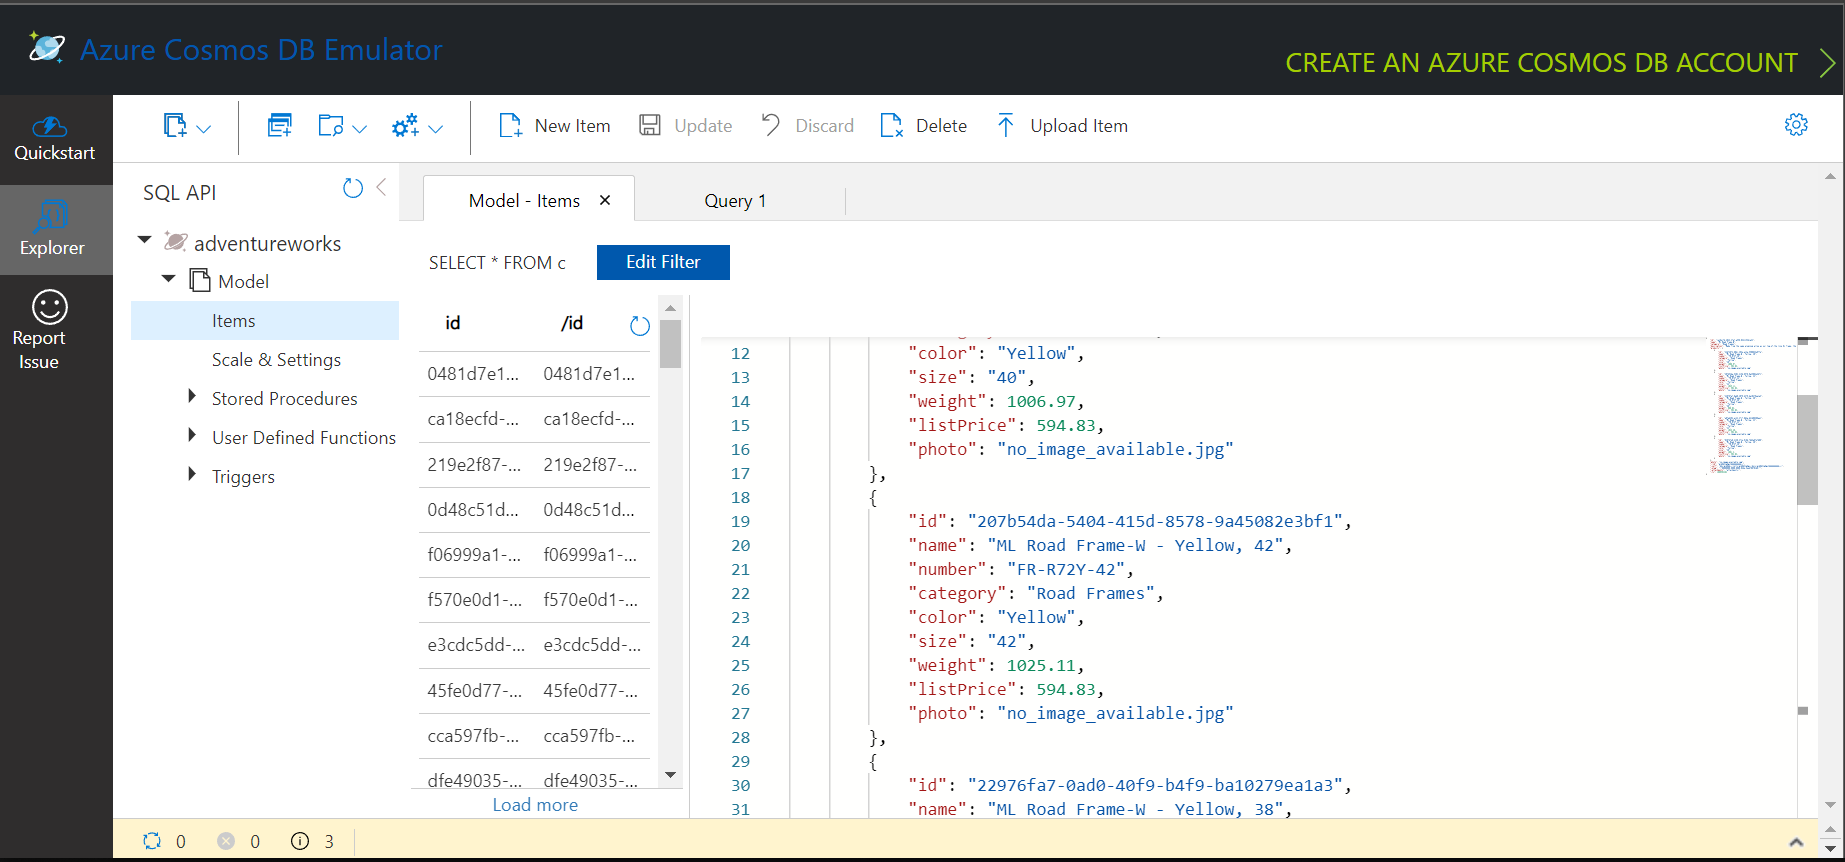 Azure Cosmos DB Emulator
CREATE AN AZURE COSMOS DB ACCOUNT
Quickstart
Explorer
Report
Issue
New Item
Update
Discard
Delete
Upload Item
SQL API
adventureworks
Model
Items
Scale & Settings
Stored Procedures
User Defined Functions
Triggers
Model - Items
Query 1
SELECT * FROM c
Edit Filter
id /id
0481d7e1... 0481d7e1...
ca18ecfd-... ca18ecfd-...
219e2f87-... 219e2f87-...
0d48c51d... 0d48c51d...
f06999a1-... f06999a1-...
f570e0d1-... f570e0d1-...
e3cdc5dd-... e3cdc5dd-...
45fe0d77-... 45fe0d77-...
cca597fb-... cca597fb-...
dfe49035-... dfe49035-...
Load more
12 "color": "Yellow",
13 "size": "40",
14 "weight": 1006.97,
15 "listPrice": 594.83,
16 "photo": "no_image_available.jpg"
17 },
18 {
19 "id": "207b54da-5404-415d-8578-9a45082e3bf1",
20 "name": "ML Road Frame-W - Yellow, 42",
21 "number": "FR-R72Y-42",
22 "category": "Road Frames",
23 "color": "Yellow",
24 "size": "42",
25 "weight": 1025.11,
26 "listPrice": 594.83,
27 "photo": "no_image_available.jpg"
28 },
29 {
30 "id": "22976fa7-0ad0-40f9-b4f9-ba10279ea1a3",
31 "name": "ML Road Frame-W - Yellow, 38",
0 0 3